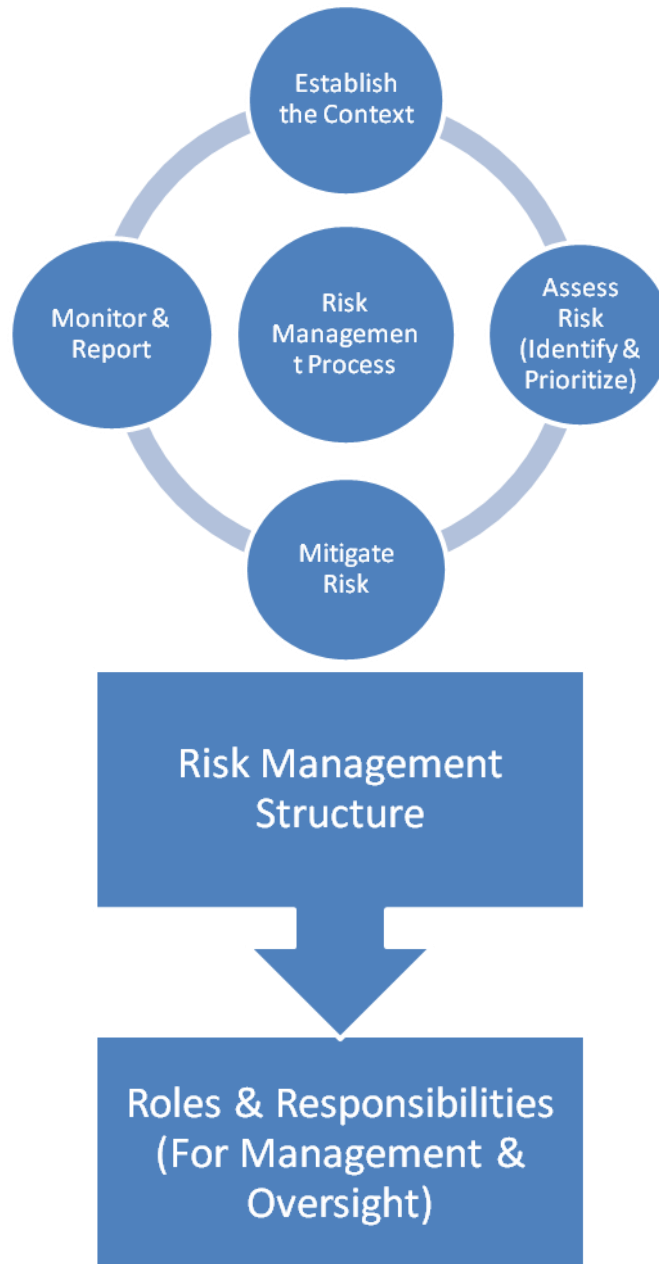 Establish
the Context
Monitor &
Report
Risk
Managemen
t Process
Assess
Risk
(Identify &
Prioritize)
Mitigate
Risk
Risk Management
Structure
Roles & Responsibilities
(For Management &
Oversight)